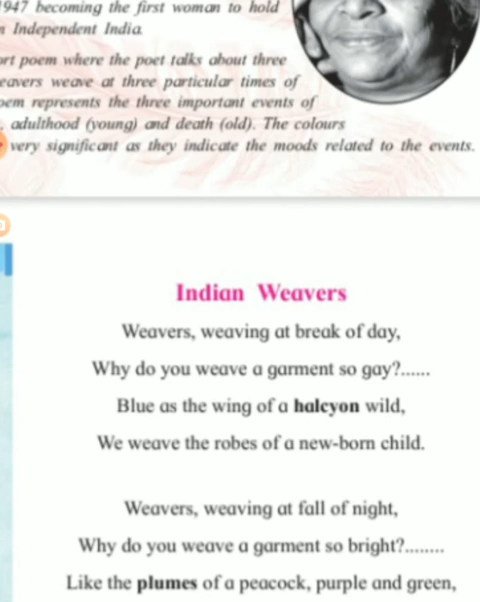 1947 becoming the first woman to hold
Independent India
poem where the poet talks about three
weave at three particular times of
represents the three important events of
, adulthood (young) and death (old). The colours
very significant as they indicate the moods related to the events.
Indian Weavers
Weavers, weaving at break of day,
Why do you weave a garment so gay?......
Blue as the wing of a halcyon wild,
We weave the robes of a new-born child.
Weavers, weaving at fall of night,
Why do you weave a garment so bright?........
Like the plumes of a peacock, purple and green,